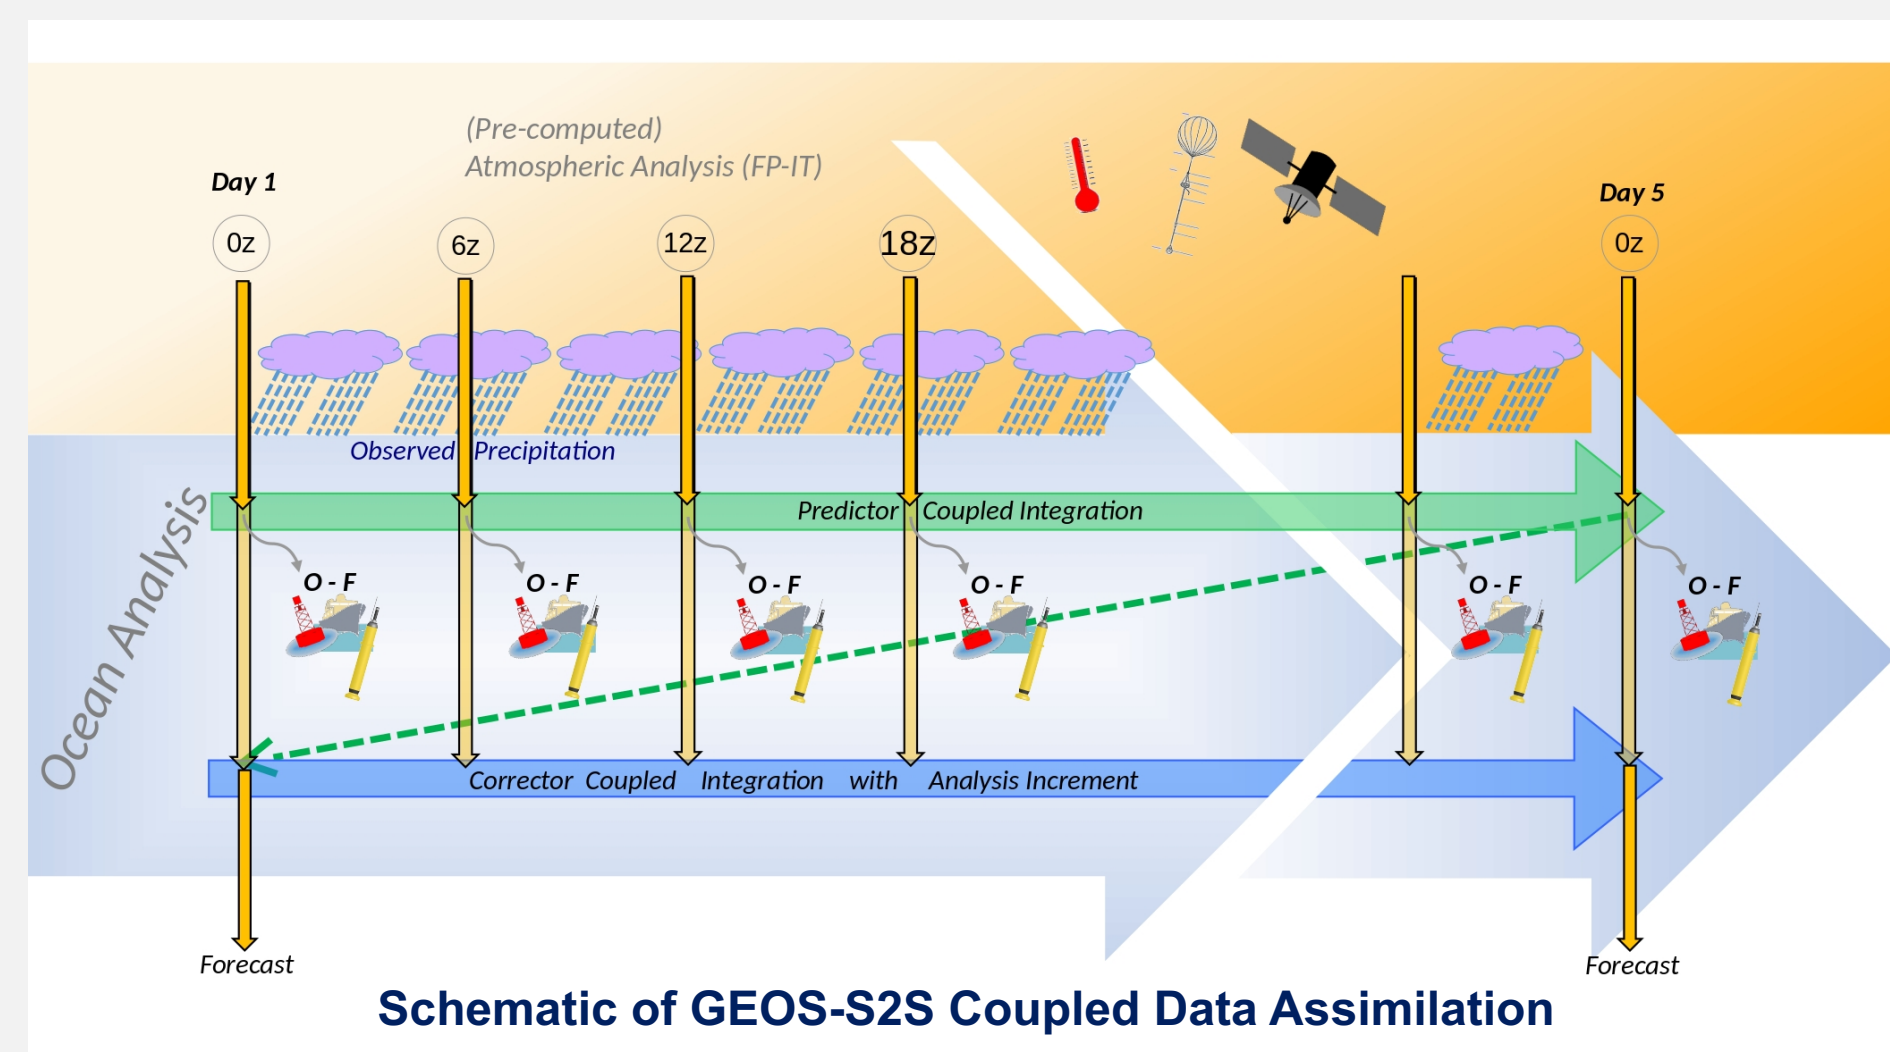 (Pre-computed)
Atmospheric Analysis (FP-IT)
Day 1
Day 5
0z
6z
12z
18z
0z
Observed Precipitation
Ocean Analysis
Predictor Coupled Integration
O - F
O - F
O - F
O - F
O - F
O - F
Corrector Coupled Integration with Analysis Increment
Forecast
Forecast
Schematic of GEOS-S2S Coupled Data Assimilation